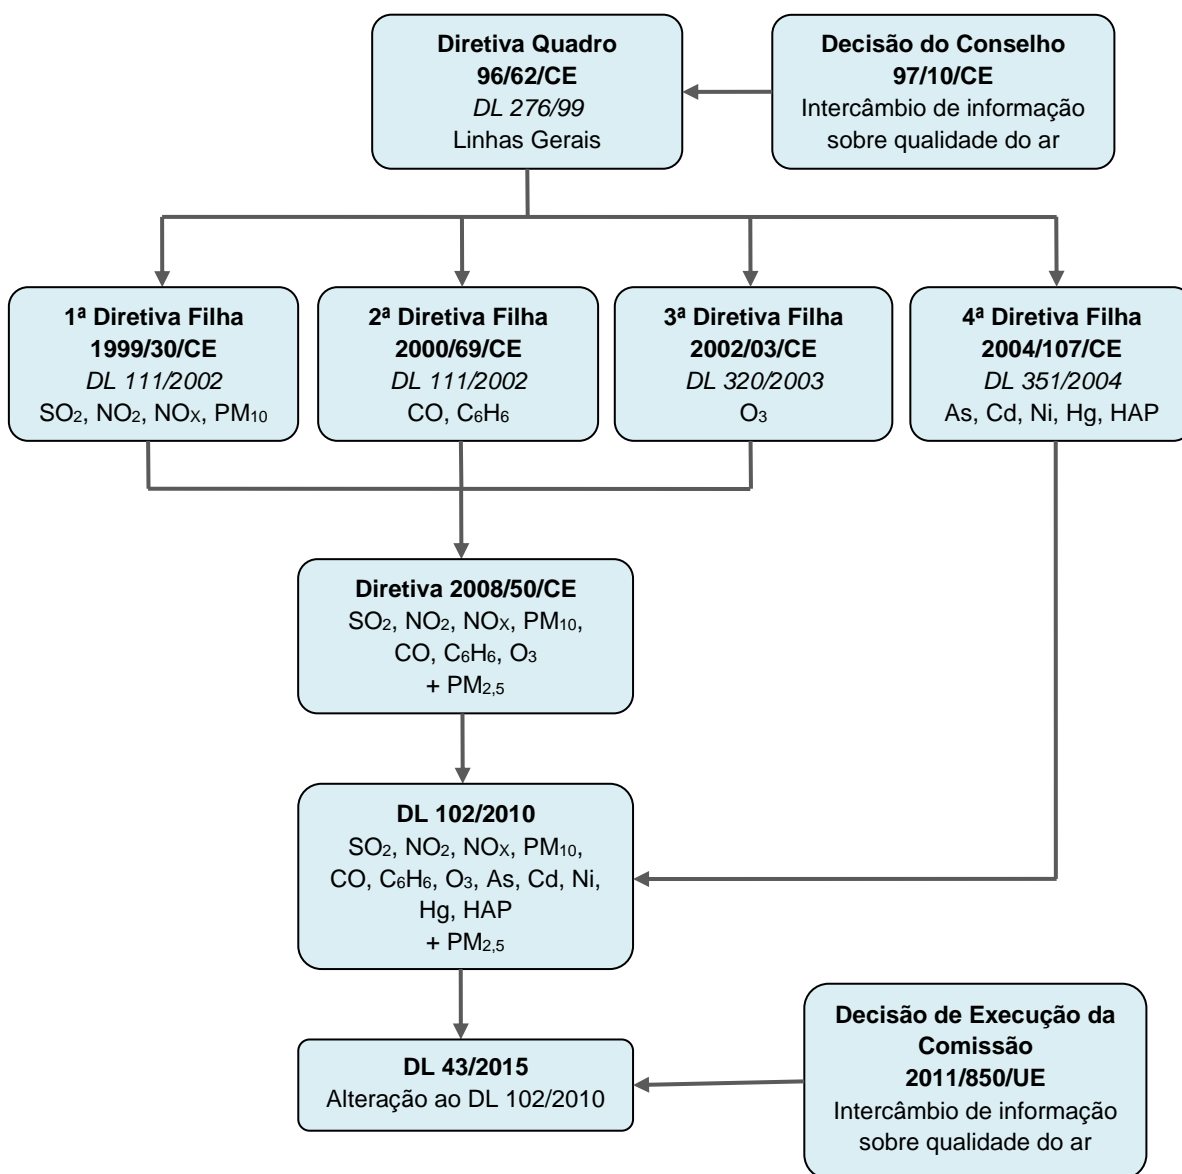 Diretiva Quadro
96/62/CE
DL 276/99
Linhas Gerais
Decisão do Conselho
97/10/CE
Intercâmbio de informação
sobre qualidade do ar
1ª Diretiva Filha
1999/30/CE
DL 111/2002
SO₂, NO₂, NOₓ, PM₁₀
2ª Diretiva Filha
2000/69/CE
DL 111/2002
CO, C₆H₆
3ª Diretiva Filha
2002/03/CE
DL 320/2003
O₃
4ª Diretiva Filha
2004/107/CE
DL 351/2004
As, Cd, Ni, Hg, HAP
Diretiva 2008/50/CE
SO₂, NO₂, NOₓ, PM₁₀,
CO, C₆H₆, O₃
+ PM₂,₅
DL 102/2010
SO₂, NO₂, NOₓ, PM₁₀,
CO, C₆H₆, O₃, As, Cd, Ni,
Hg, HAP
+ PM₂,₅
DL 43/2015
Alteração ao DL 102/2010
Decisão de Execução da
Comissão
2011/850/UE
Intercâmbio de informação
sobre qualidade do ar